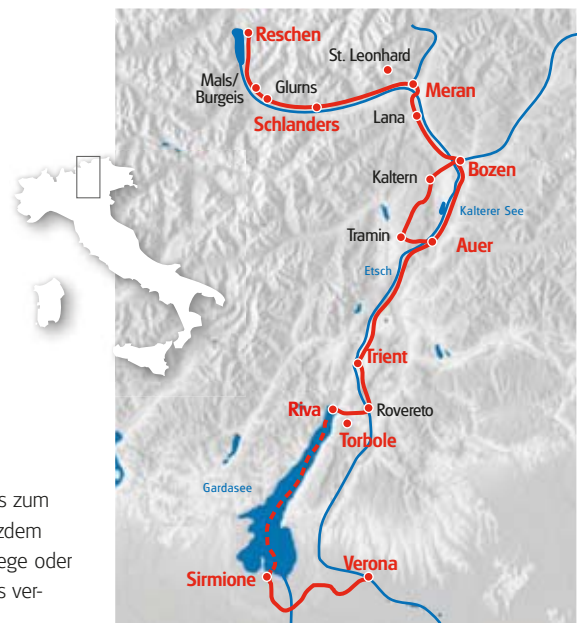 Reschen
St. Leonhard
Mals/
Burgeis
Glurns
Meran
Schlanders
Lana
Bozen
Kaltern
Kalterer See
Tramin
Auer
Etsch
Trient
Riva
Rovereto
Torbole
Gardasee
s zum
zdem
ege oder
s ver-
Verona
Sirmione